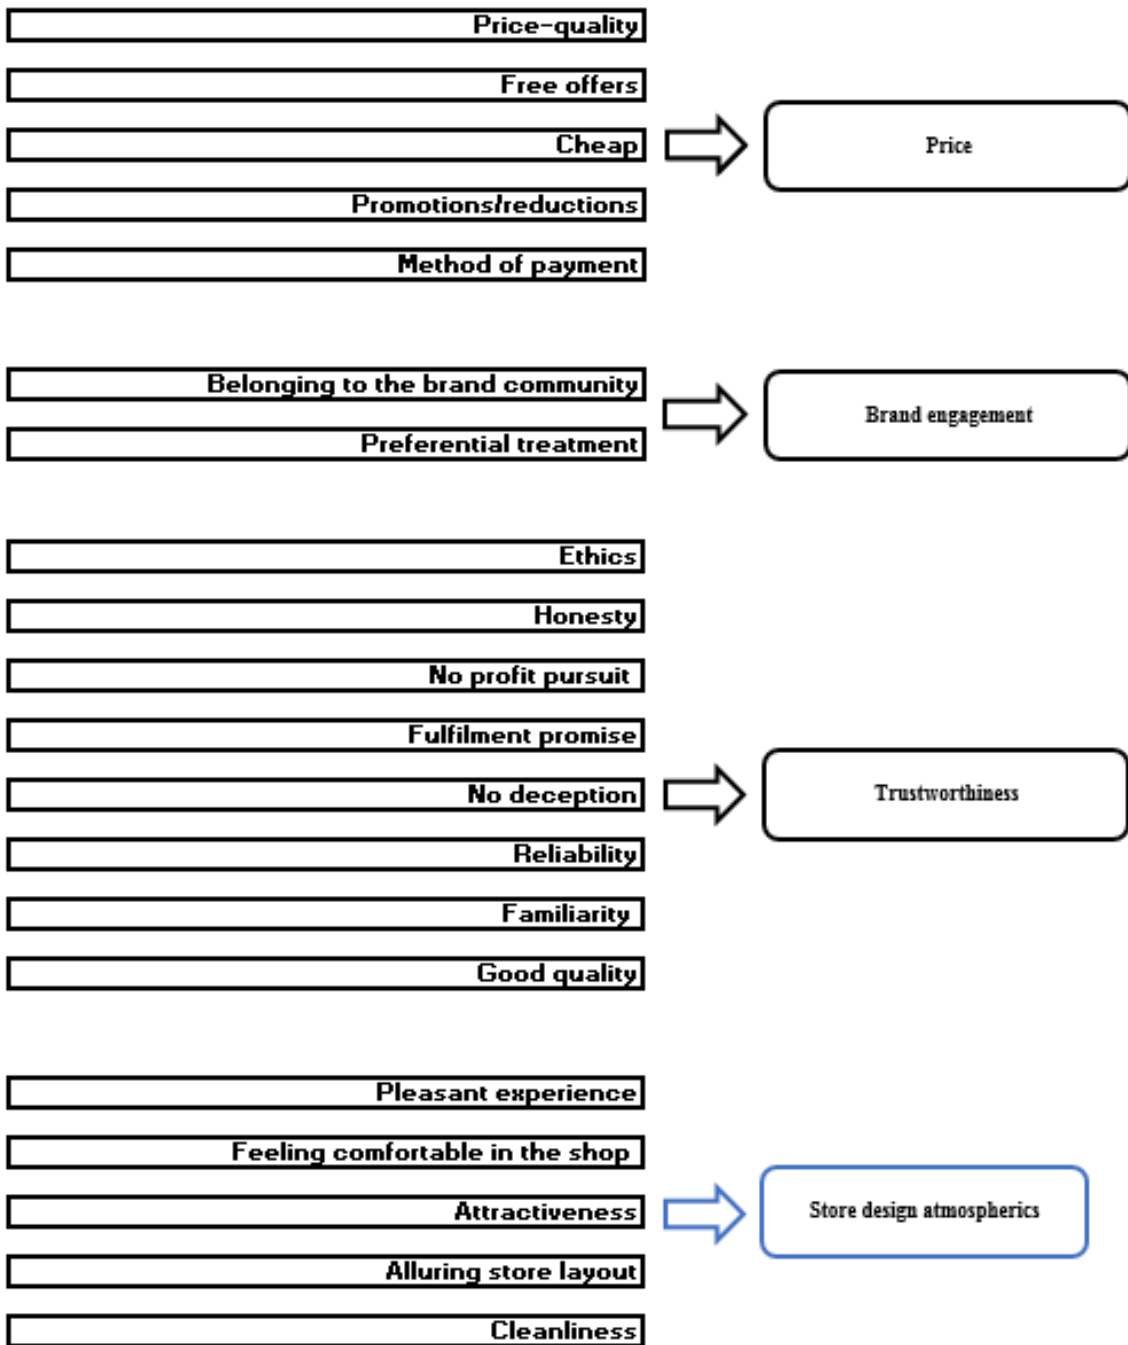 Price-quality
Free offers
Cheap
Promotions/reductions
Method of payment
Price
Belonging to the brand community
Preferential treatment
Brand engagement
Ethics
Honesty
No profit pursuit
Fulfilment promise
No deception
Reliability
Familiarity
Good quality
Trustworthiness
Pleasant experience
Feeling comfortable in the shop
Attractiveness
Alluring store layout
Cleanliness
Store design atmospherics